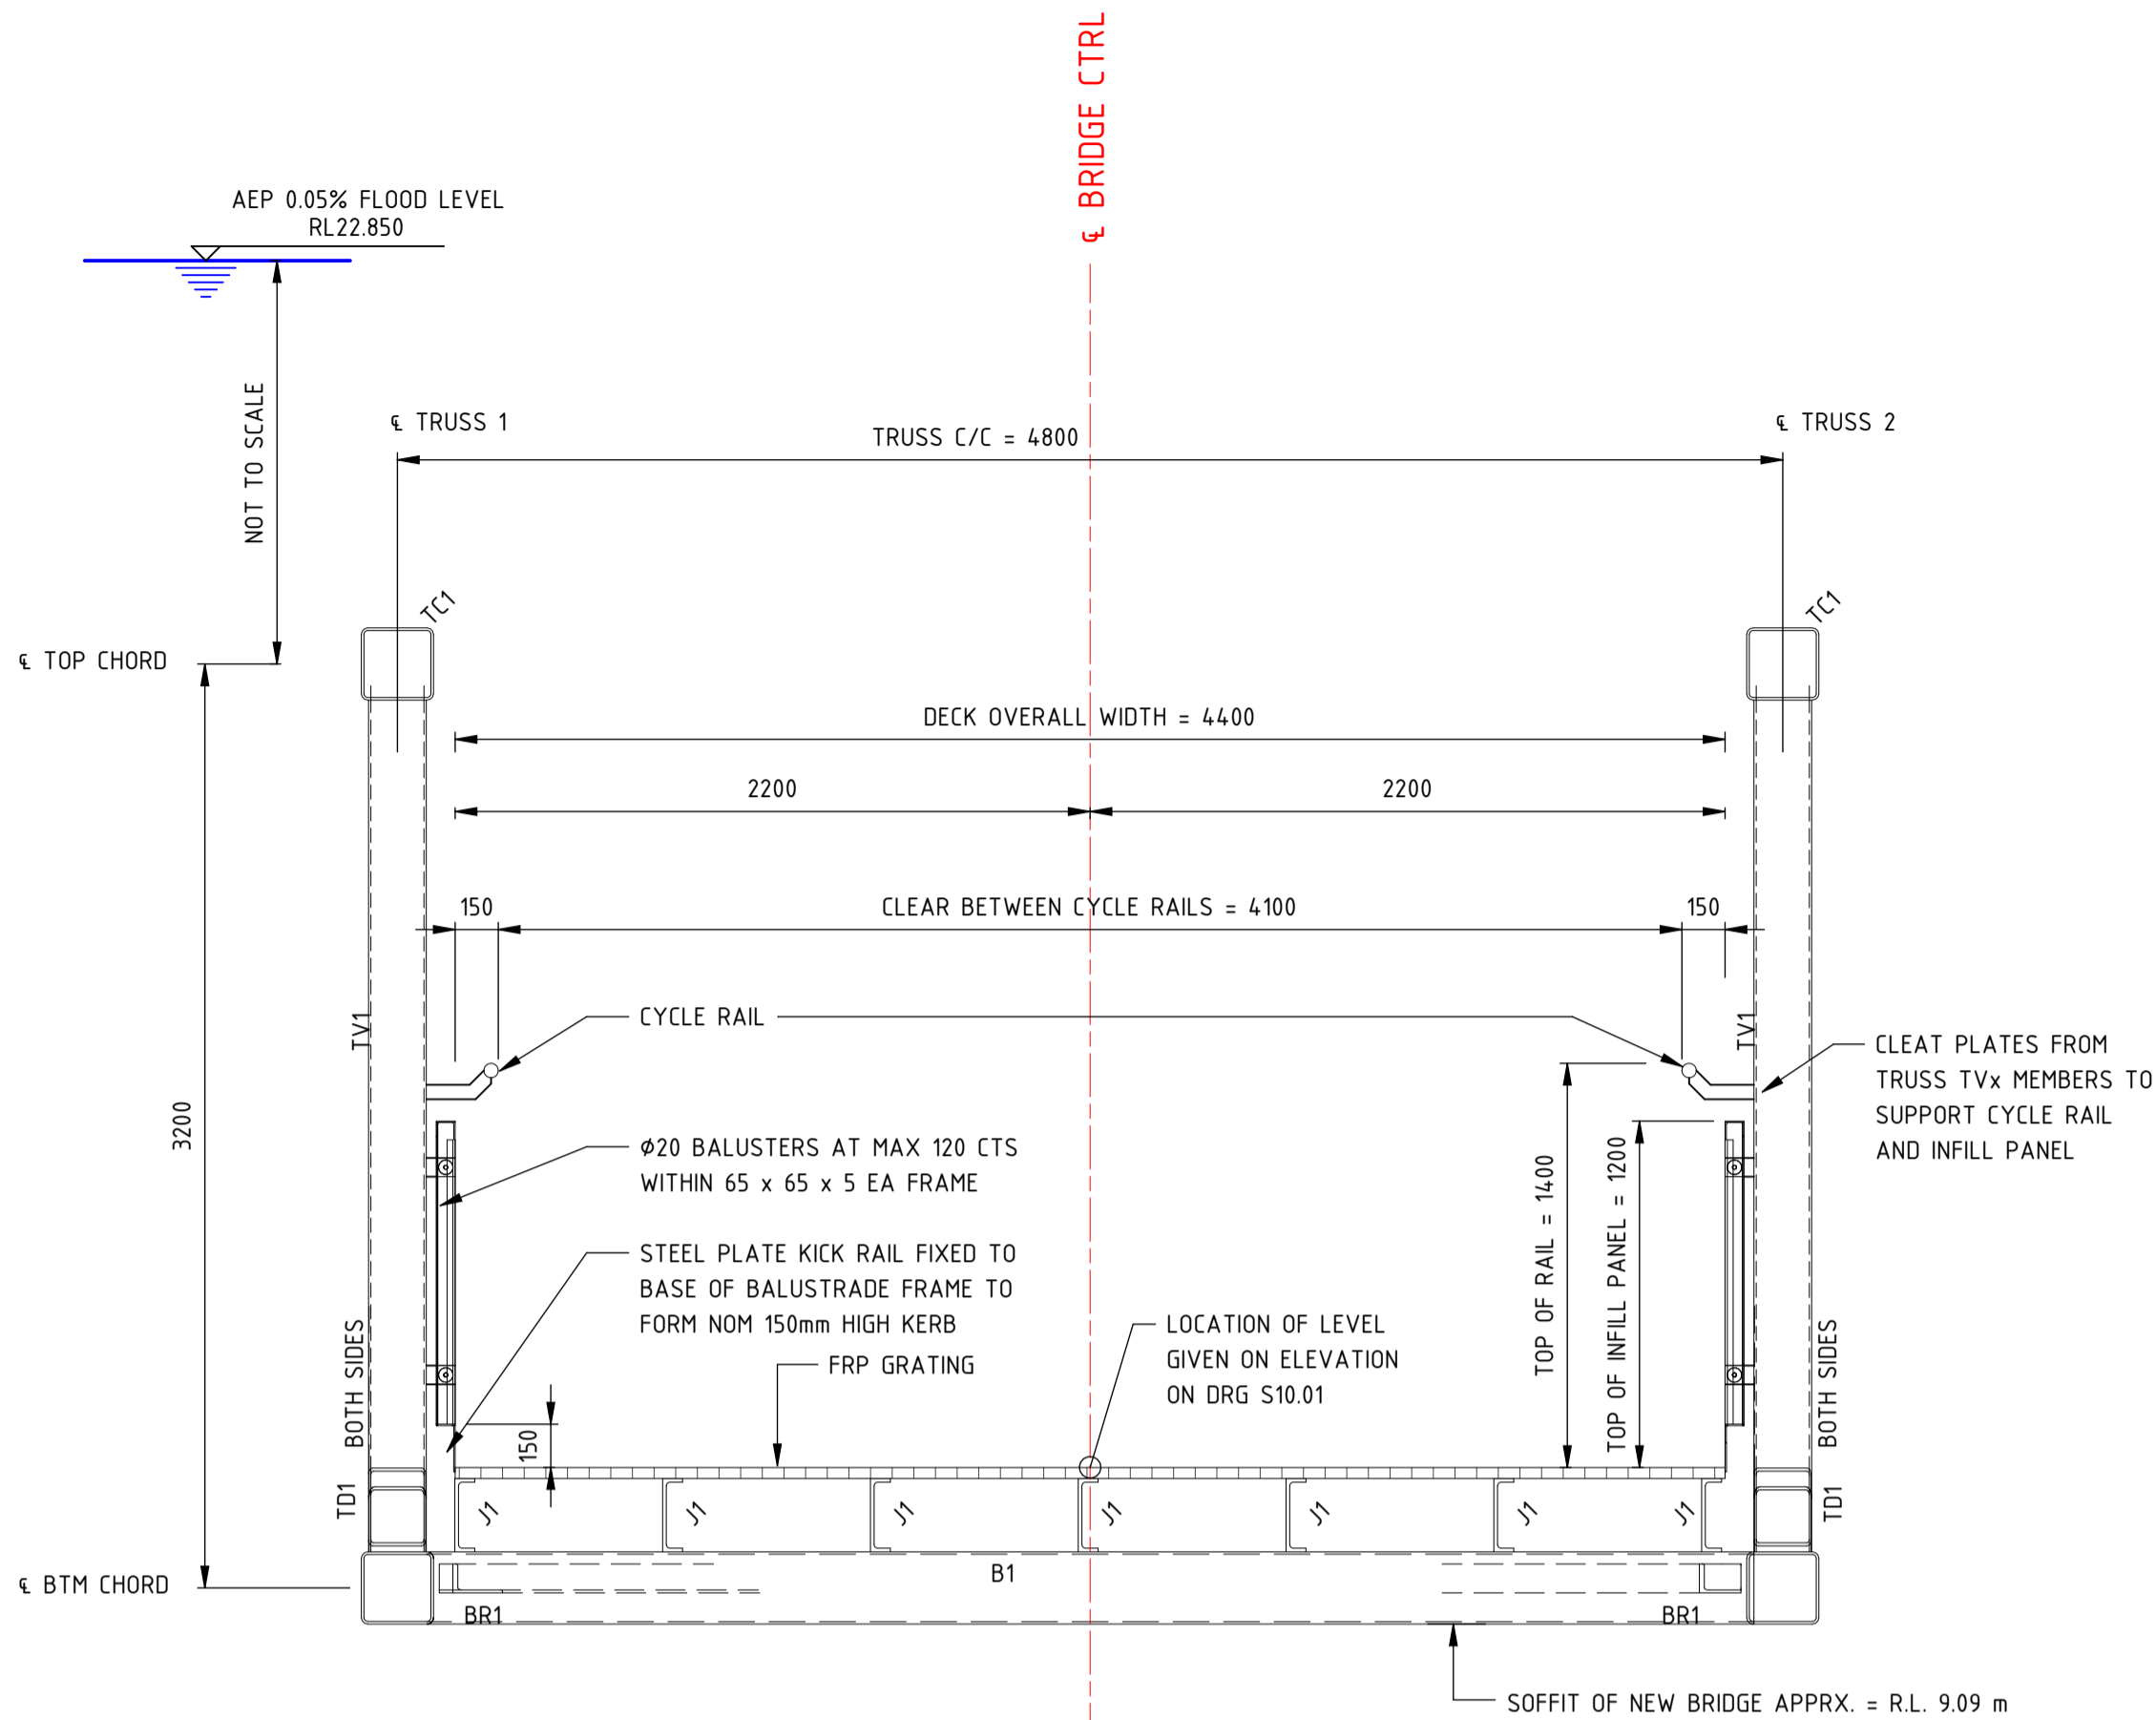 ℄ BRIDGE CTRL
AEP 0.05% FLOOD LEVEL
RL22.850
NOT TO SCALE
℄ TRUSS 1
TRUSS C/C = 4800
℄ TRUSS 2
TC1
TC1
℄ TOP CHORD
DECK OVERALL WIDTH = 4400
2200
2200
150
CLEAR BETWEEN CYCLE RAILS = 4100
150
TV1
CYCLE RAIL
TV1
CLEAT PLATES FROM
TRUSS TVx MEMBERS TO
SUPPORT CYCLE RAIL
AND INFILL PANEL
3200
Ø20 BALUSTERS AT MAX 120 CTS
WITHIN 65 x 65 x 5 EA FRAME
TOP OF RAIL = 1400
TOP OF INFILL PANEL = 1200
STEEL PLATE KICK RAIL FIXED TO
BASE OF BALUSTRADE FRAME TO
FORM NOM 150mm HIGH KERB
FRP GRATING
LOCATION OF LEVEL
GIVEN ON ELEVATION
ON DRG S10.01
BOTH SIDES
BOTH SIDES
150
TD1
J1
J1
J1
J1
J1
J1
J1
TD1
℄ BTM CHORD
B1
BR1
BR1
SOFFIT OF NEW BRIDGE APPRX. = R.L. 9.09 m